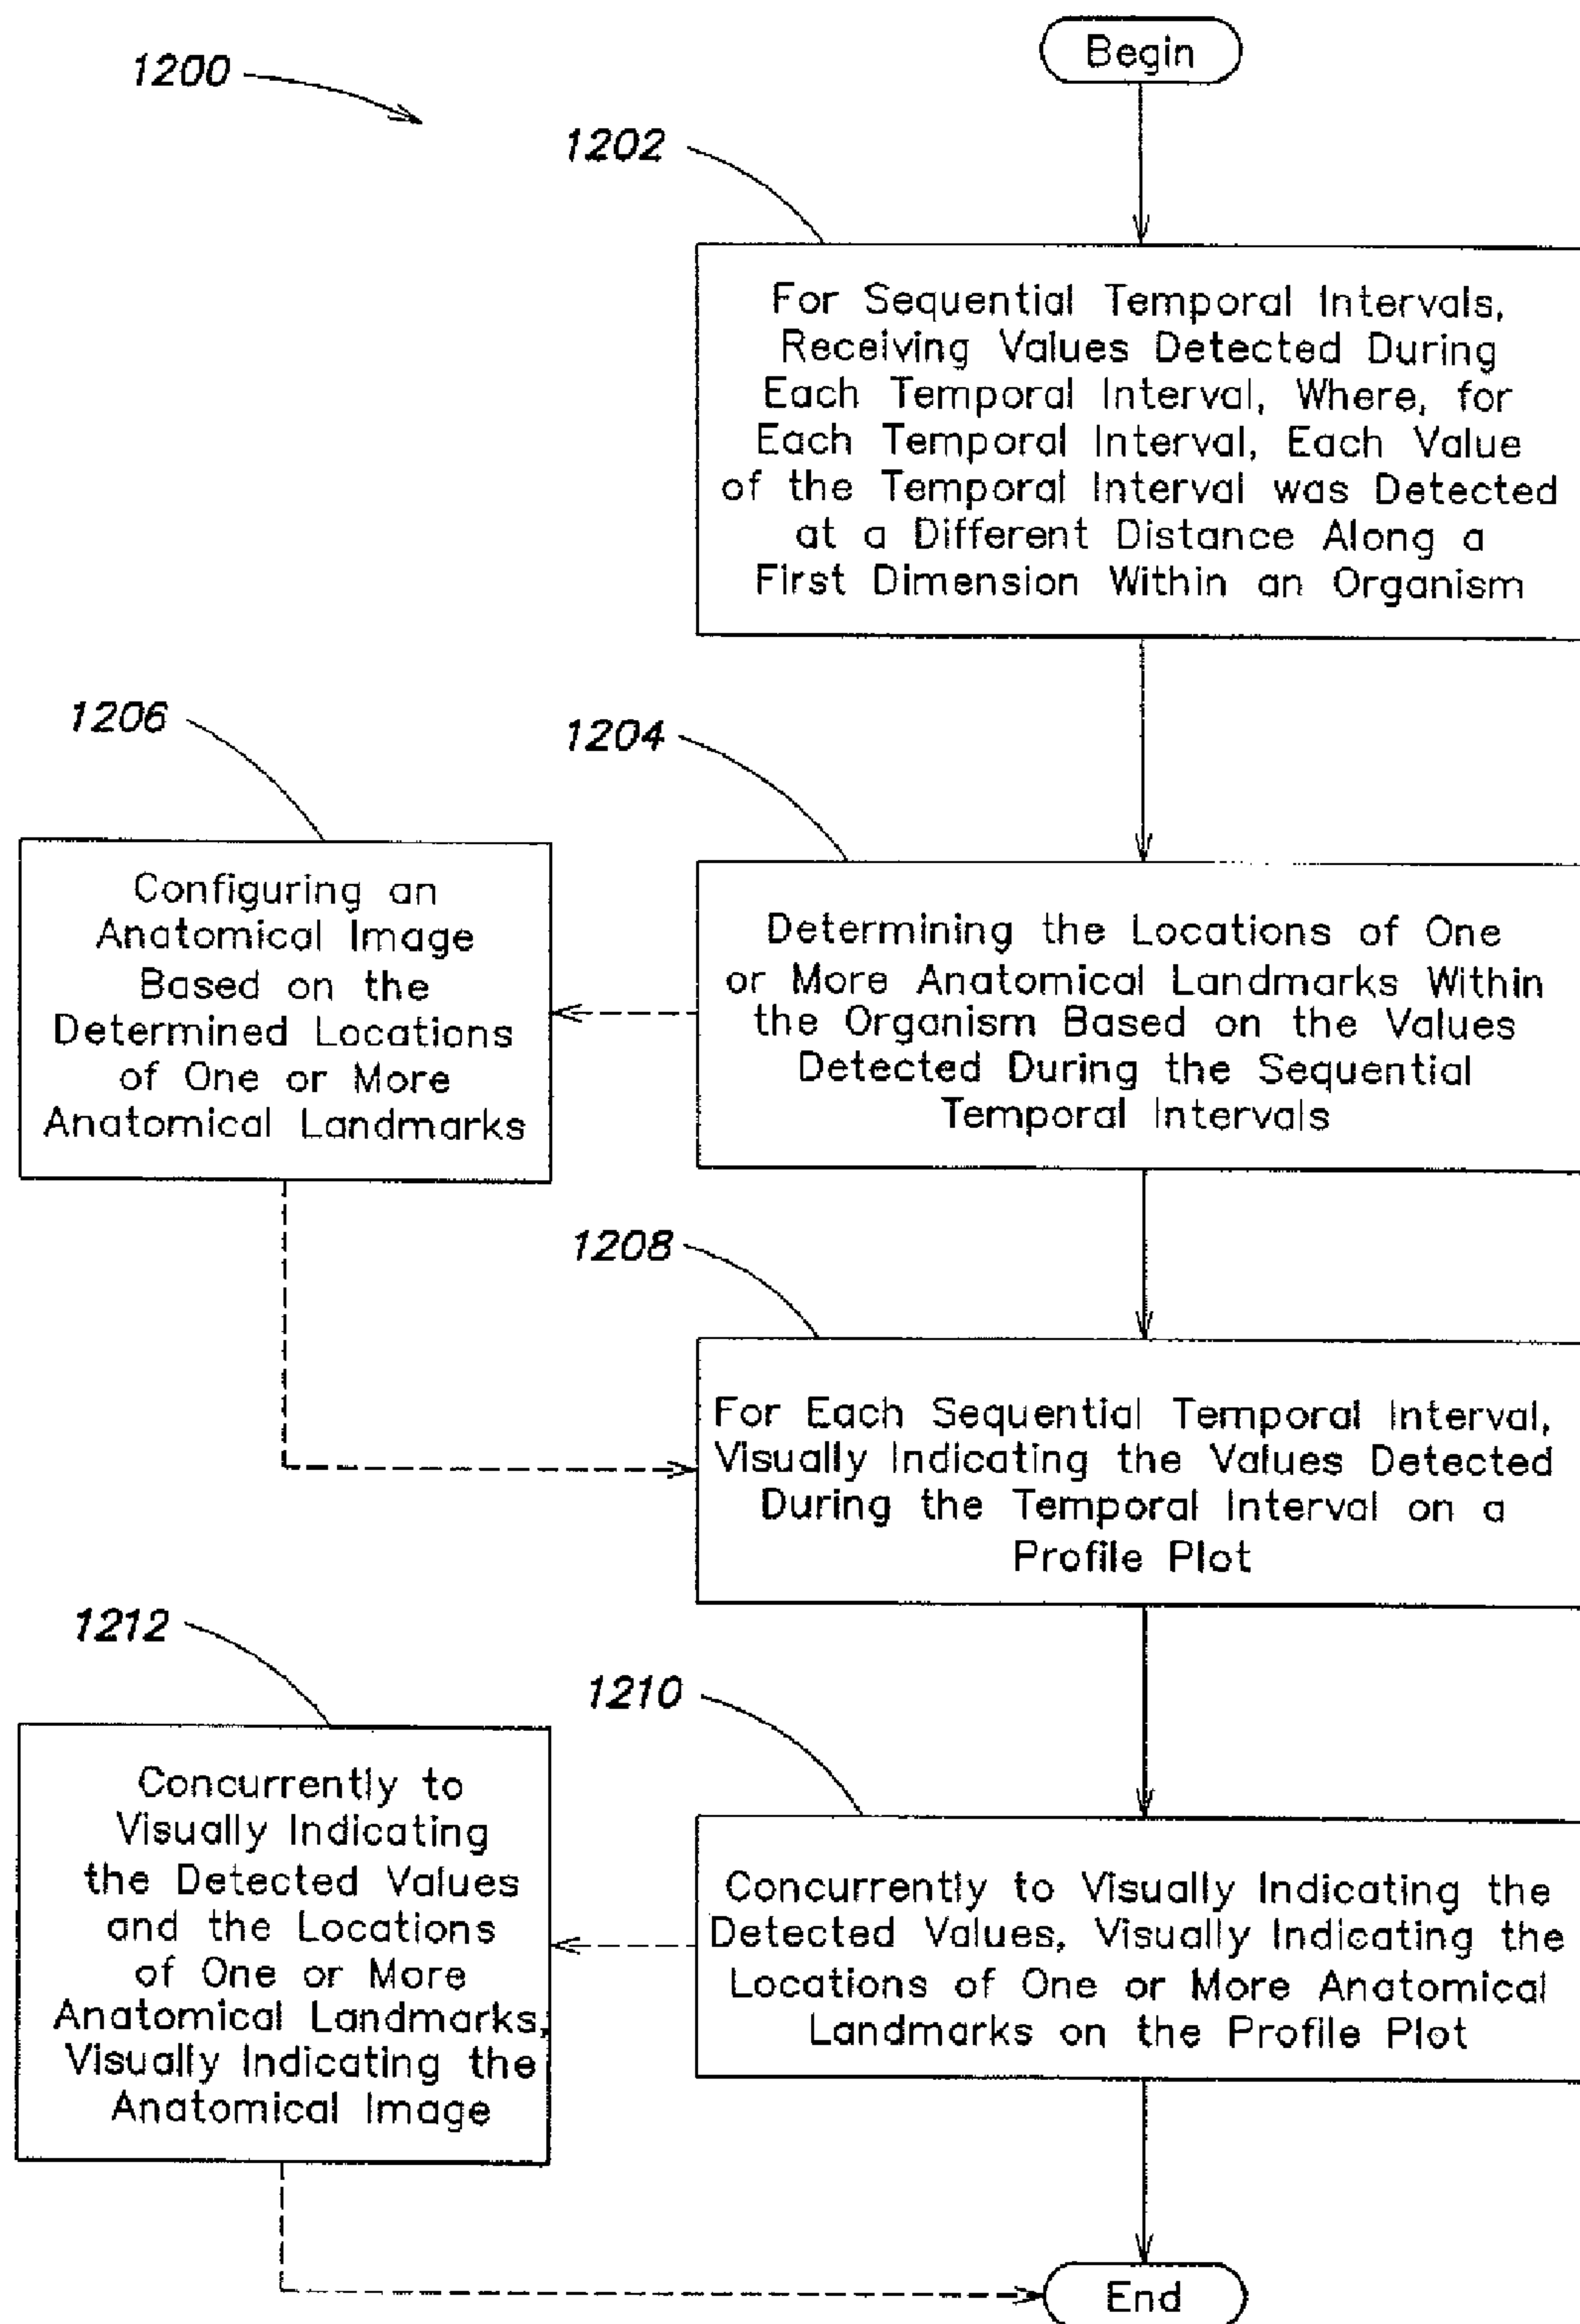 Begin
1200
1202
For Sequential Temporal Intervals,
Receiving Values Detected During
Each Temporal Interval, Where, for
Each Temporal Interval, Each Value
of the Temporal Interval was Detected
at a Different Distance Along a
First Dimension Within an Organism
1206
1204
Configuring an
Anatomical Image
Based on the
Determined Locations
of One or More
Anatomical Landmarks
Determining the Locations of One
or More Anatomical Landmarks Within
the Organism Based on the Values
Detected During the Sequential
Temporal Intervals
1208
For Each Sequential Temporal Interval,
Visually Indicating the Values Detected
During the Temporal Interval on a
Profile Plot
1212
1210
Concurrently to
Visually Indicating
the Detected Values
and the Locations
of One or More
Anatomical Landmarks,
Visually Indicating the
Anatomical Image
Concurrently to Visually Indicating the
Detected Values, Visually Indicating the
Locations of One or More Anatomical
Landmarks on the Profile Plot
End